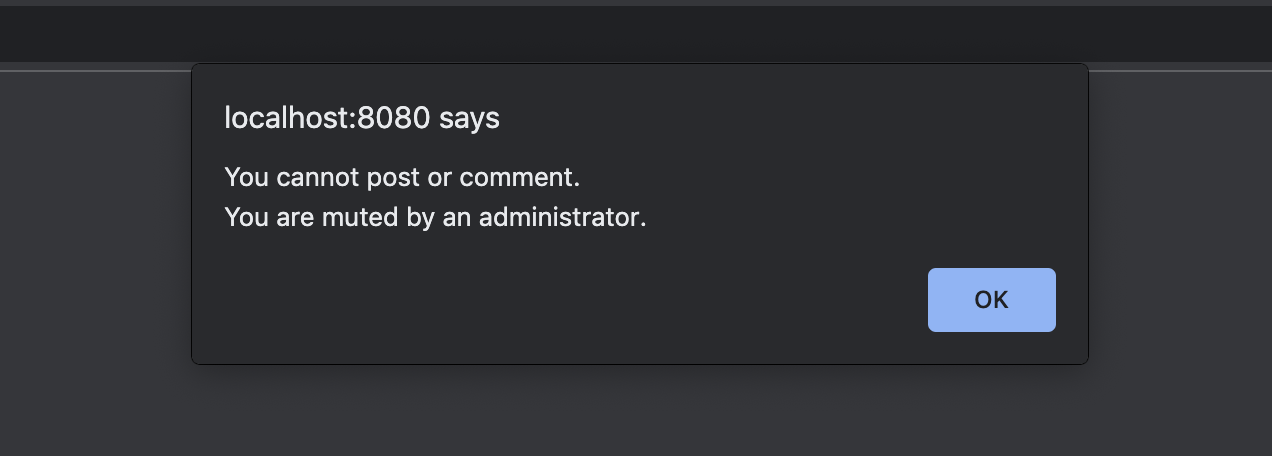 localhost:8080 says
You cannot post or comment.
You are muted by an administrator.
OK